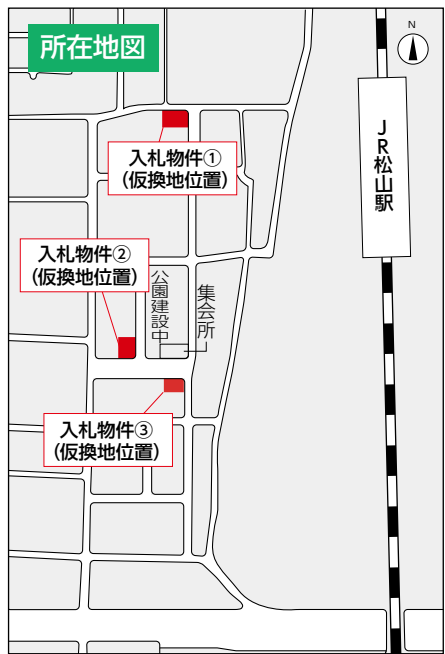 所在地図
N
JR松山駅
入札物件①
(仮換地位置)
入札物件②
(仮換地位置)
公園建設中
集会所
入札物件③
(仮換地位置)